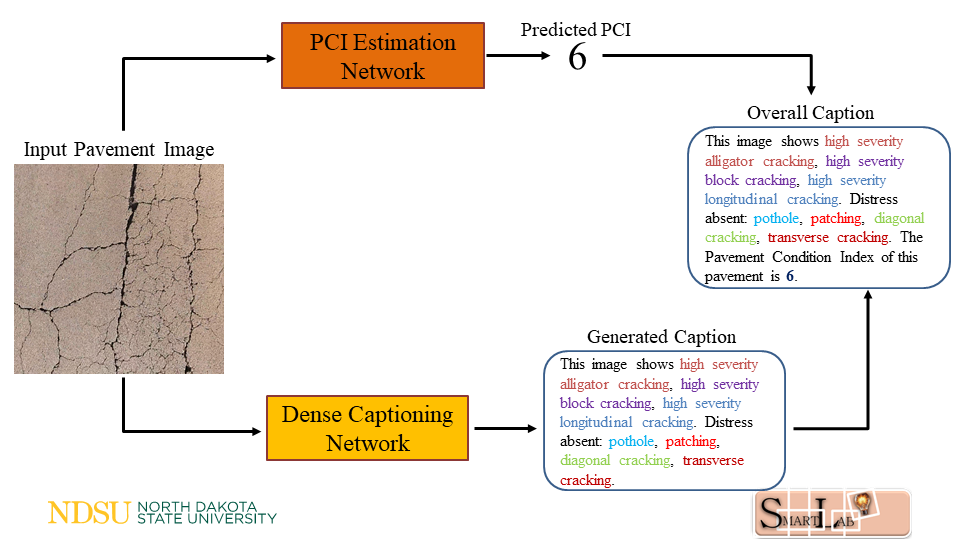 PCI Estimation
Network
Predicted PCI
6
Overall Caption
This image shows high severity
alligator cracking, high severity
block cracking, high severity
longitudinal cracking. Distress
absent: pothole, patching, diagonal
cracking, transverse cracking. The
Pavement Condition Index of this
pavement is 6.
Input Pavement Image
Generated Caption
This image shows high severity
alligator cracking, high severity
block cracking, high severity
longitudinal cracking. Distress
absent: pothole, patching,
diagonal cracking, transverse
cracking.
Dense Captioning
Network
NDSU NORTH DAKOTA
STATE UNIVERSITY
SMART LAB